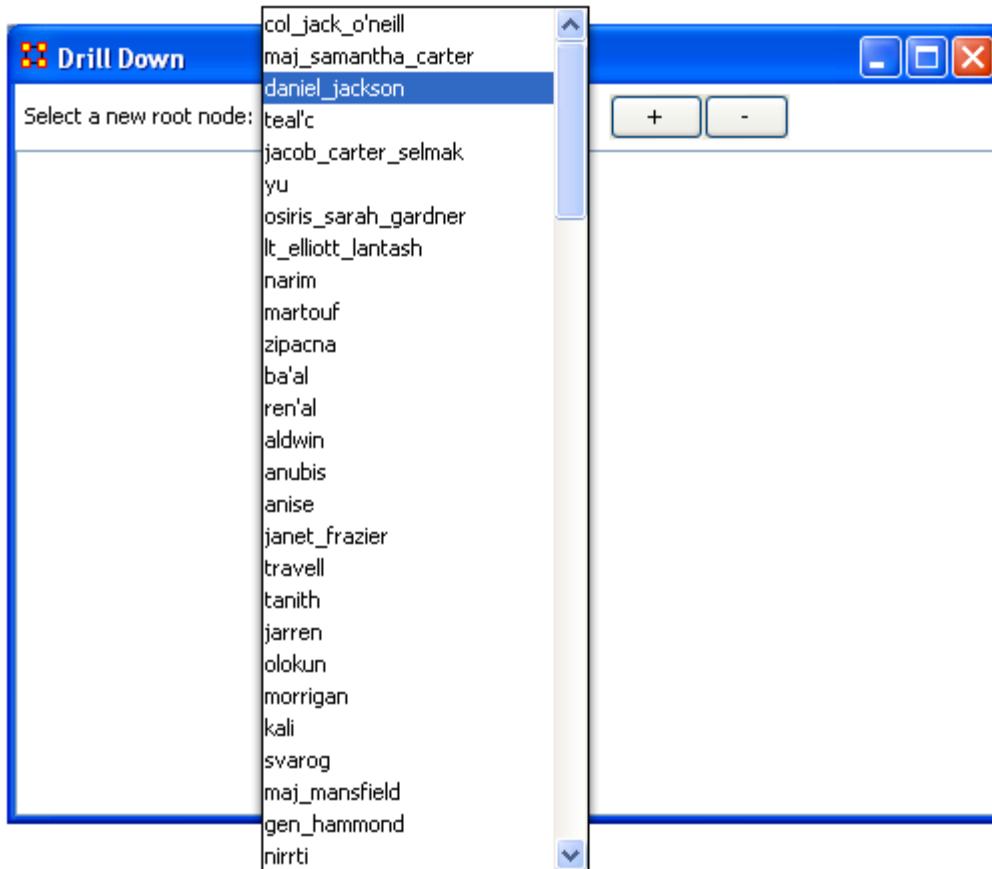 col_jack_o'neill
Drill Down
maj_samantha_carter
daniel_jackson
Select a new root node:
+
-
teal'c
jacob_carter_selmak
yu
osiris_sarah_gardner
lt_elliott_lantash
narim
martouf
zipacna
ba'al
ren'al
aldwin
anubis
anise
janet_frazier
travell
tanith
jarren
olokun
morrigan
kali
svarog
maj_mansfield
gen_hammond
nirrti